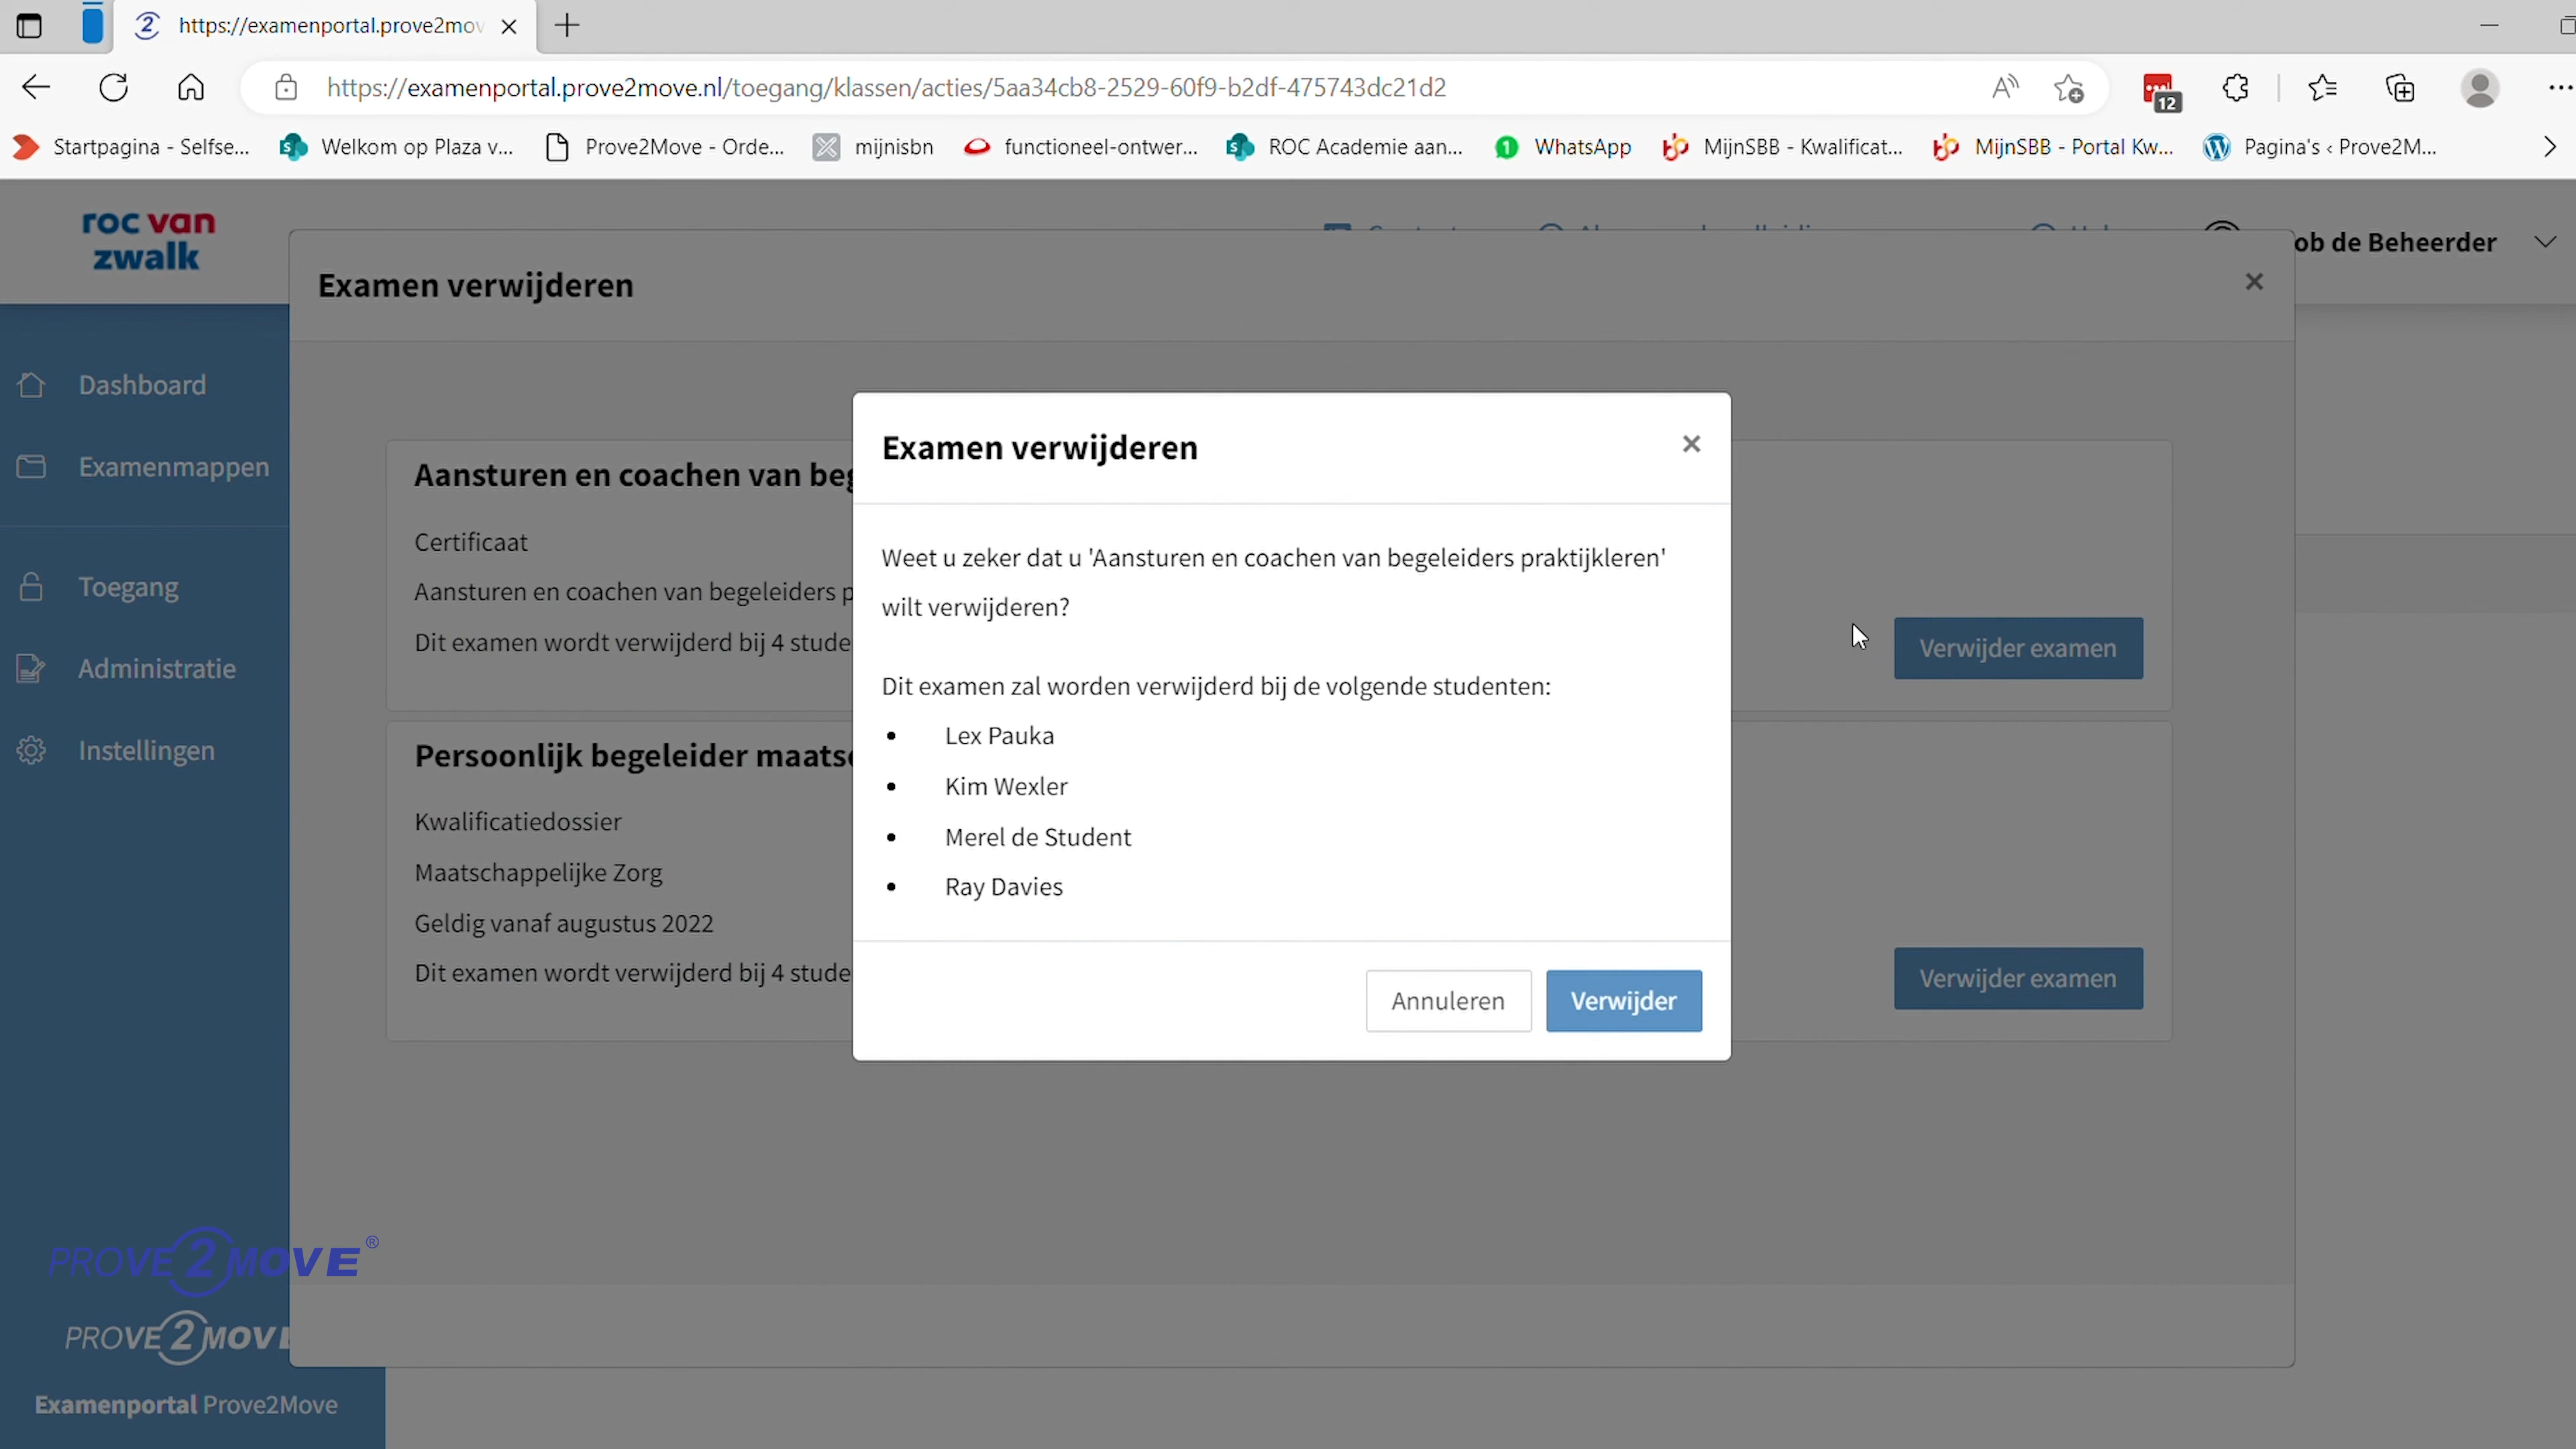 https://examenportal.prove2mov
https://examenportal.prove2move.nl/toegang/klassen/acties/5aa34cb8-2529-60f9-b2df-475743dc21d2
12
Startpagina - Selfse...
Welkom op Plaza v...
Prove2Move - Orde...
mijnisbn
functioneel-ontwer...
ROC Academie aan...
WhatsApp
MijnSBB - Kwalificat...
MijnSBB - Portal Kw...
Pagina's ‹ Prove2M...
roc van
zwalk
ob de Beheerder
Dashboard
Examenmappen
Toegang
Administratie
Instellingen
Examen verwijderen
Aansturen en coachen van beg
Certificaat
Aansturen en coachen van begeleiders p
Dit examen wordt verwijderd bij 4 stude
Verwijder examen
Persoonlijk begeleider maatsc
Kwalificatiedossier
Maatschappelijke Zorg
Geldig vanaf augustus 2022
Dit examen wordt verwijderd bij 4 stude
Verwijder examen
Examen verwijderen
Weet u zeker dat u 'Aansturen en coachen van begeleiders praktijkleren'
wilt verwijderen?
Dit examen zal worden verwijderd bij de volgende studenten:
• Lex Pauka
• Kim Wexler
• Merel de Student
• Ray Davies
Annuleren
Verwijder
PROVE2MOVE®
PROVE2MOVE
Examenportal Prove2Move